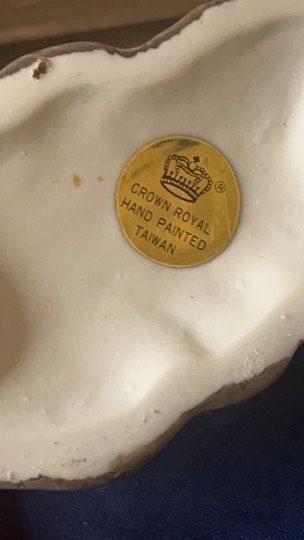 ®
CROWN ROYAL
HAND PAINTED
TAIWAN